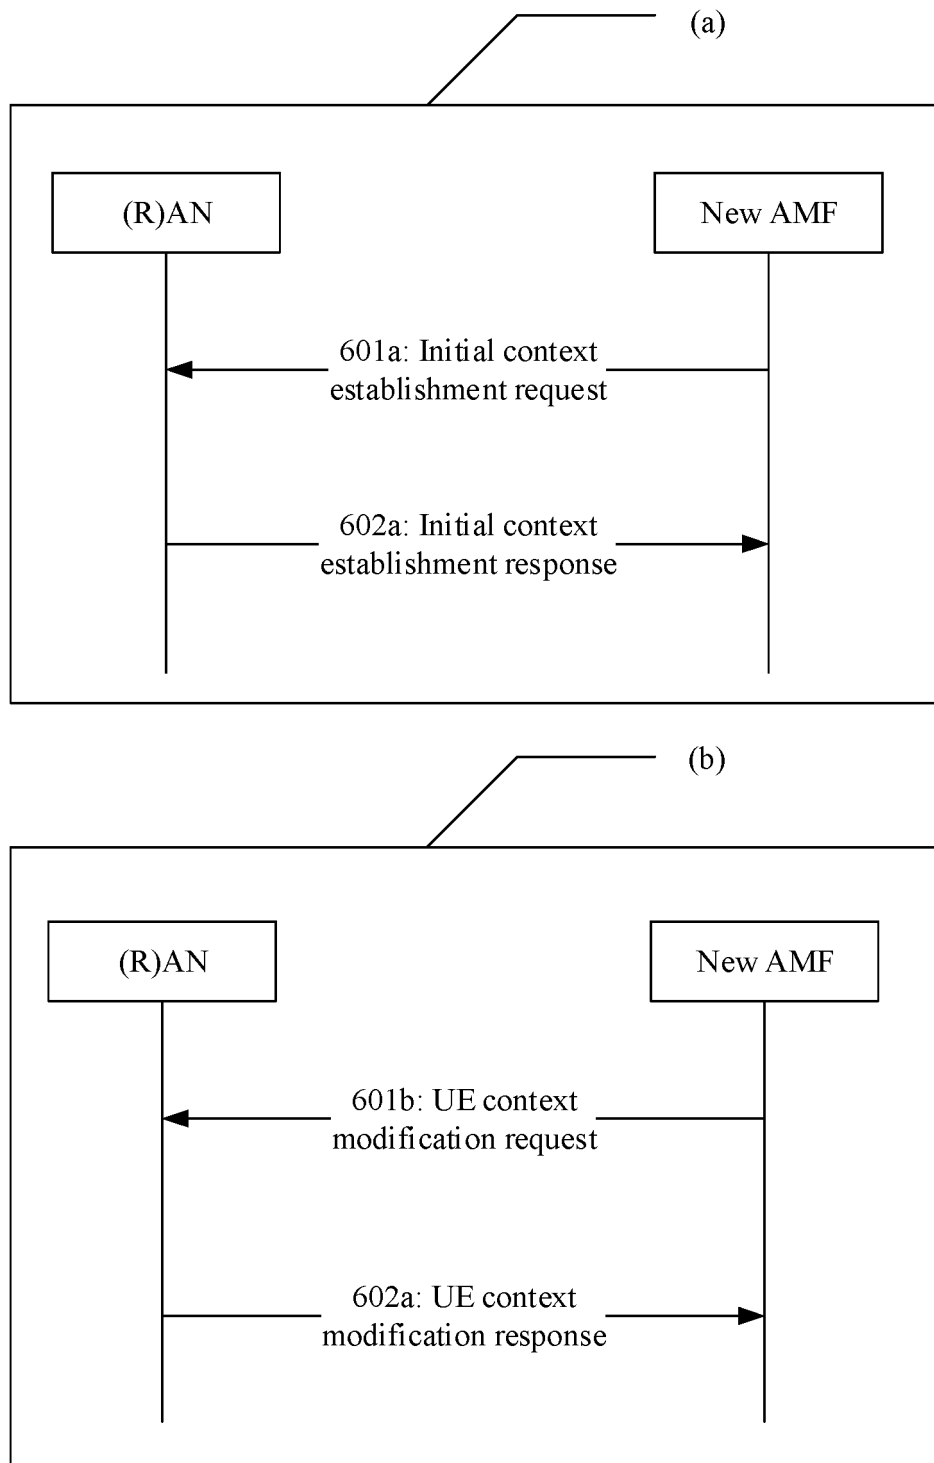 (a)
(R)AN
New AMF
601a: Initial context
establishment request
602a: Initial context
establishment response
(b)
(R)AN
New AMF
601b: UE context
modification request
602a: UE context
modification response